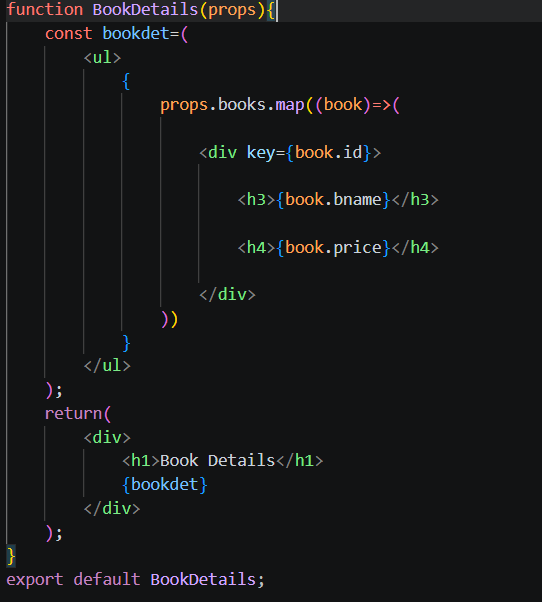 function BookDetails(props){
    const bookdet=(
        <ul>
            {
                props.books.map((book)=>(
                    <div key={book.id}>
                        <h3>{book.bname}</h3>
                        <h4>{book.price}</h4>
                    </div>
                ))
            }
        </ul>
    );
    return(
        <div>
            <h1>Book Details</h1>
            {bookdet}
        </div>
    );
}
export default BookDetails;